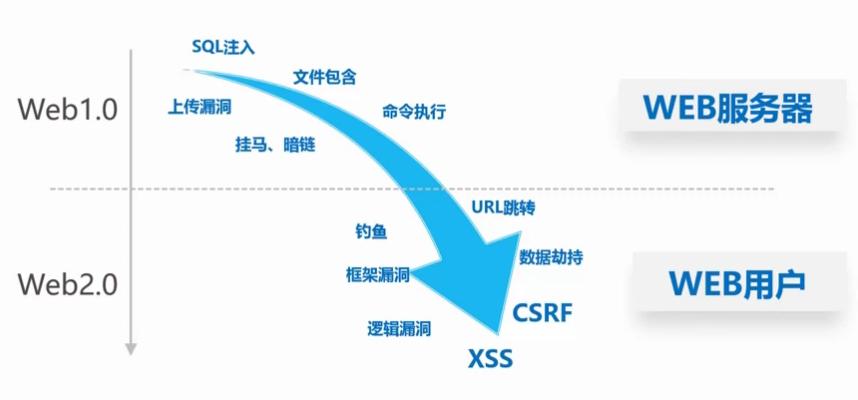 SQL注入
文件包含
Web1.0
上传漏洞
命令执行
WEB服务器
挂马、暗链
URL跳转
钓鱼
数据劫持
框架漏洞
Web2.0
WEB用户
CSRF
逻辑漏洞
XSS